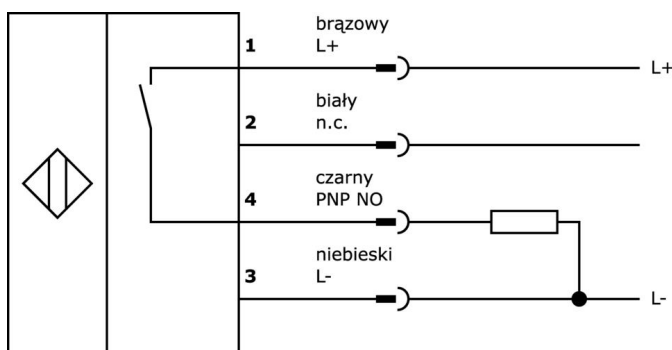 brązowy
1 L+
L+
biały
2 n.c.
czarny
4 PNP NO
niebieski
3 L-
L-